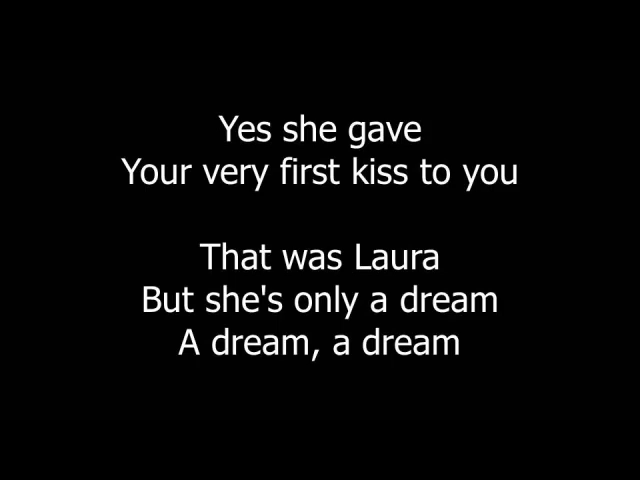 Yes she gave
Your very first kiss to you
That was Laura
But she's only a dream
A dream, a dream